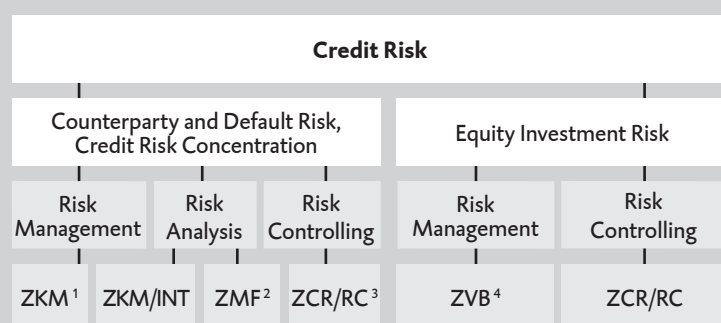 Credit Risk
Counterparty and Default Risk,
Credit Risk Concentration
Equity Investment Risk
Risk
Management
Risk
Analysis
Risk
Controlling
Risk
Management
Risk
Controlling
ZKM¹
ZKM/INT
ZMF²
ZCR/RC³
ZVB⁴
ZCR/RC